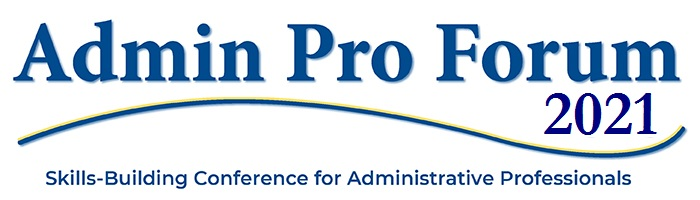 Admin Pro Forum
2021
Skills-Building Conference for Administrative Professionals